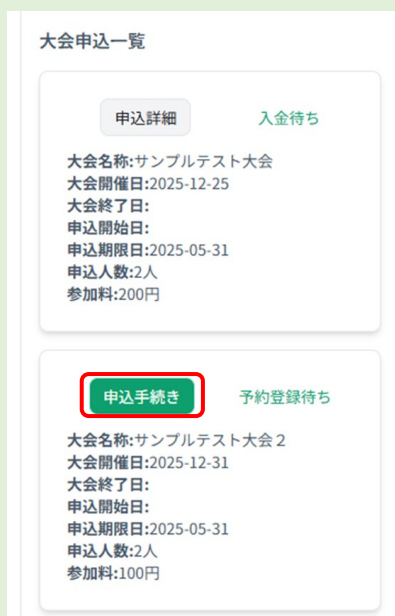 大会申込一覧
申込詳細 入金待ち
大会名称:サンプルテスト大会
大会開催日:2025-12-25
大会終了日:
申込開始日:
申込期限日:2025-05-31
申込人数:2人
参加料:200円
申込手続き 予約登録待ち
大会名称:サンプルテスト大会２
大会開催日:2025-12-31
大会終了日:
申込開始日:
申込期限日:2025-05-31
申込人数:2人
参加料:100円